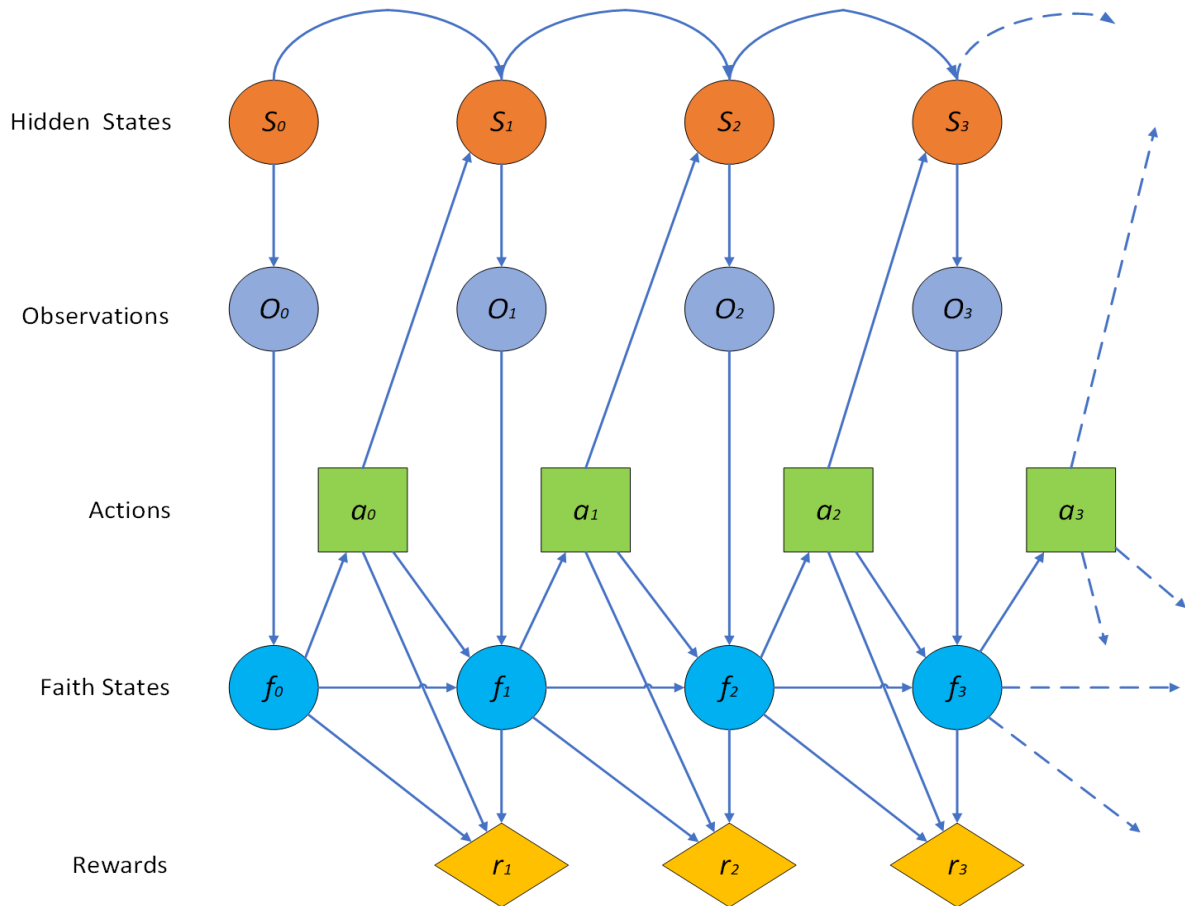 Hidden States S0 S1 S2 S3
Observations O0 O1 O2 O3
Actions a0 a1 a2 a3
Faith States f0 f1 f2 f3
Rewards r1 r2 r3